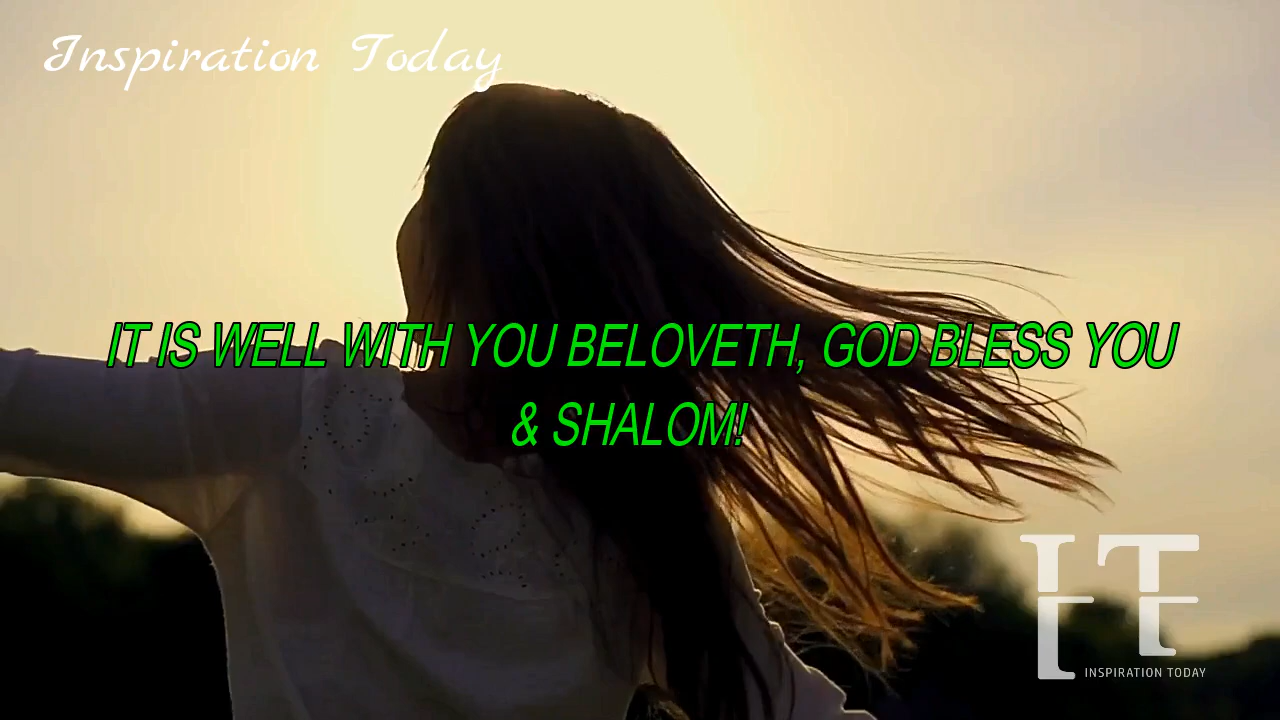 Inspiration Today
IT IS WELL WITH YOU BELOVETH, GOD BLESS YOU
& SHALOM!
IT
INSPIRATION TODAY